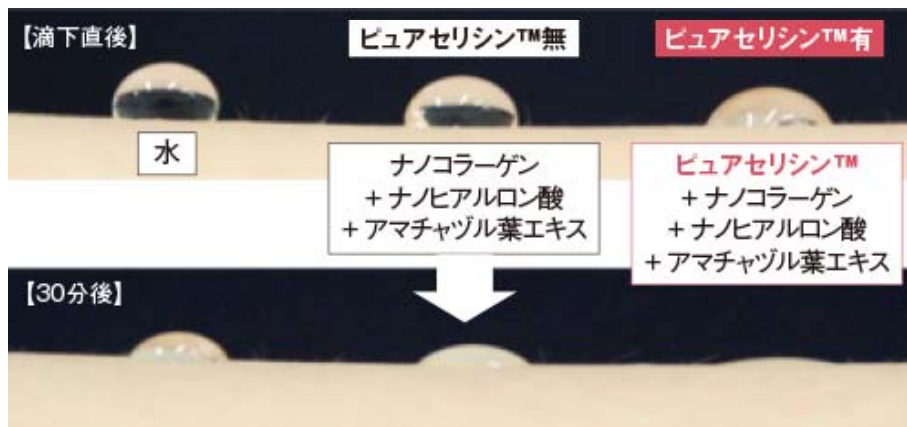 【滴下直後】
ピュアセリシン™無
ピュアセリシン™有
水
ナノコラーゲン
+ ナノヒアルロン酸
+ アマチャヅル葉エキス
ピュアセリシン™
+ ナノコラーゲン
+ ナノヒアルロン酸
+ アマチャヅル葉エキス
【30分後】